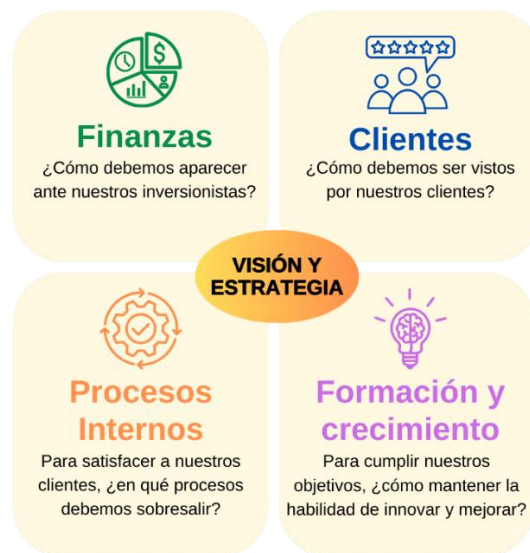 $
Finanzas
¿Cómo debemos aparecer
ante nuestros inversionistas?
Clientes
¿Cómo debemos ser vistos
por nuestros clientes?
VISIÓN Y
ESTRATEGIA
Procesos
Internos
Para satisfacer a nuestros
clientes, ¿en qué procesos
debemos sobresalir?
Formación y
crecimiento
Para cumplir nuestros
objetivos, ¿cómo mantener la
habilidad de innovar y mejorar?